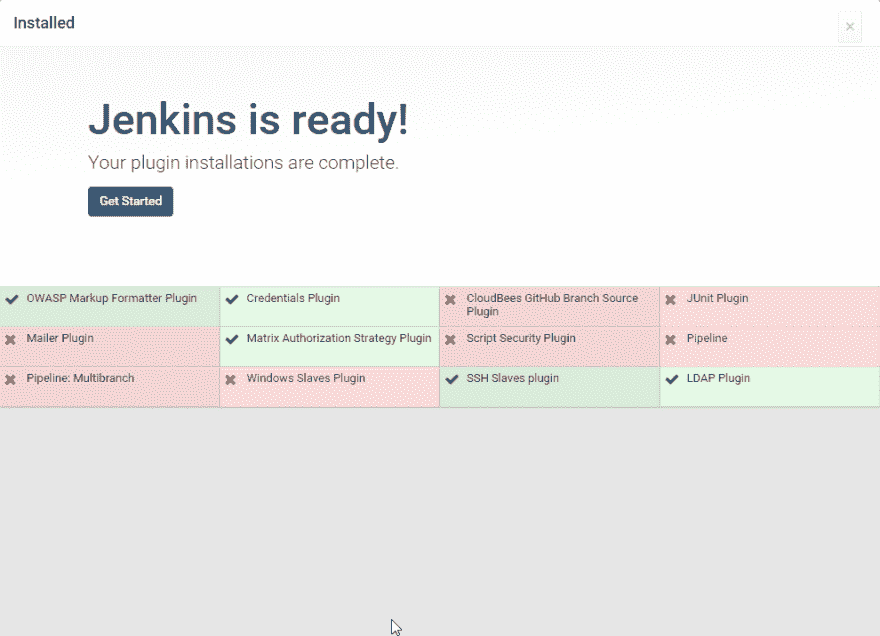 Installed
Jenkins is ready!
Your plugin installations are complete.
Get Started
OWASP Markup Formatter Plugin
Credentials Plugin
CloudBees GitHub Branch Source
Plugin
JUnit Plugin
Mailer Plugin
Matrix Authorization Strategy Plugin
Script Security Plugin
Pipeline
Pipeline: Multibranch
Windows Slaves Plugin
SSH Slaves plugin
LDAP Plugin